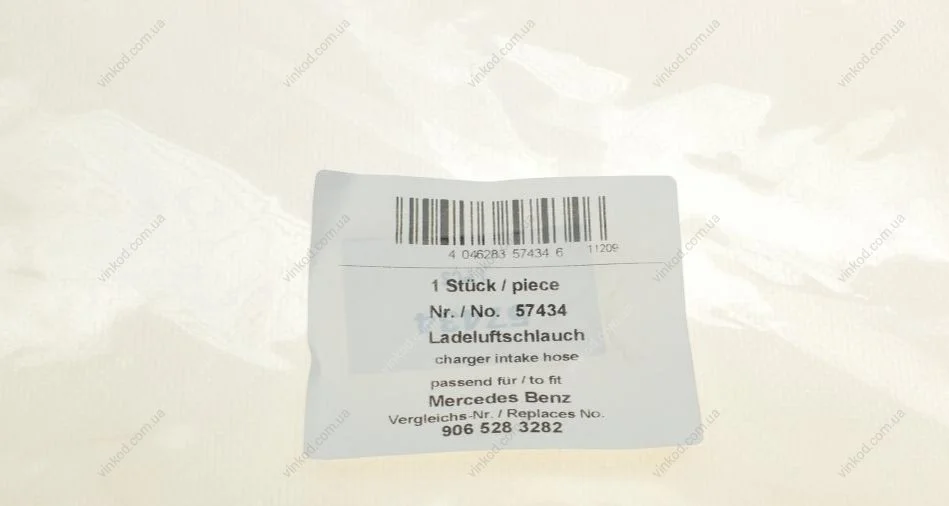 4 046283 57434 6 11209
1 Stück / piece
Nr. / No. 57434
Ladeluftschlauch
charger intake hose
passend für / to fit
Mercedes Benz
Vergleichs-Nr. / Replaces No.
906 528 3282
vinkod.com.ua